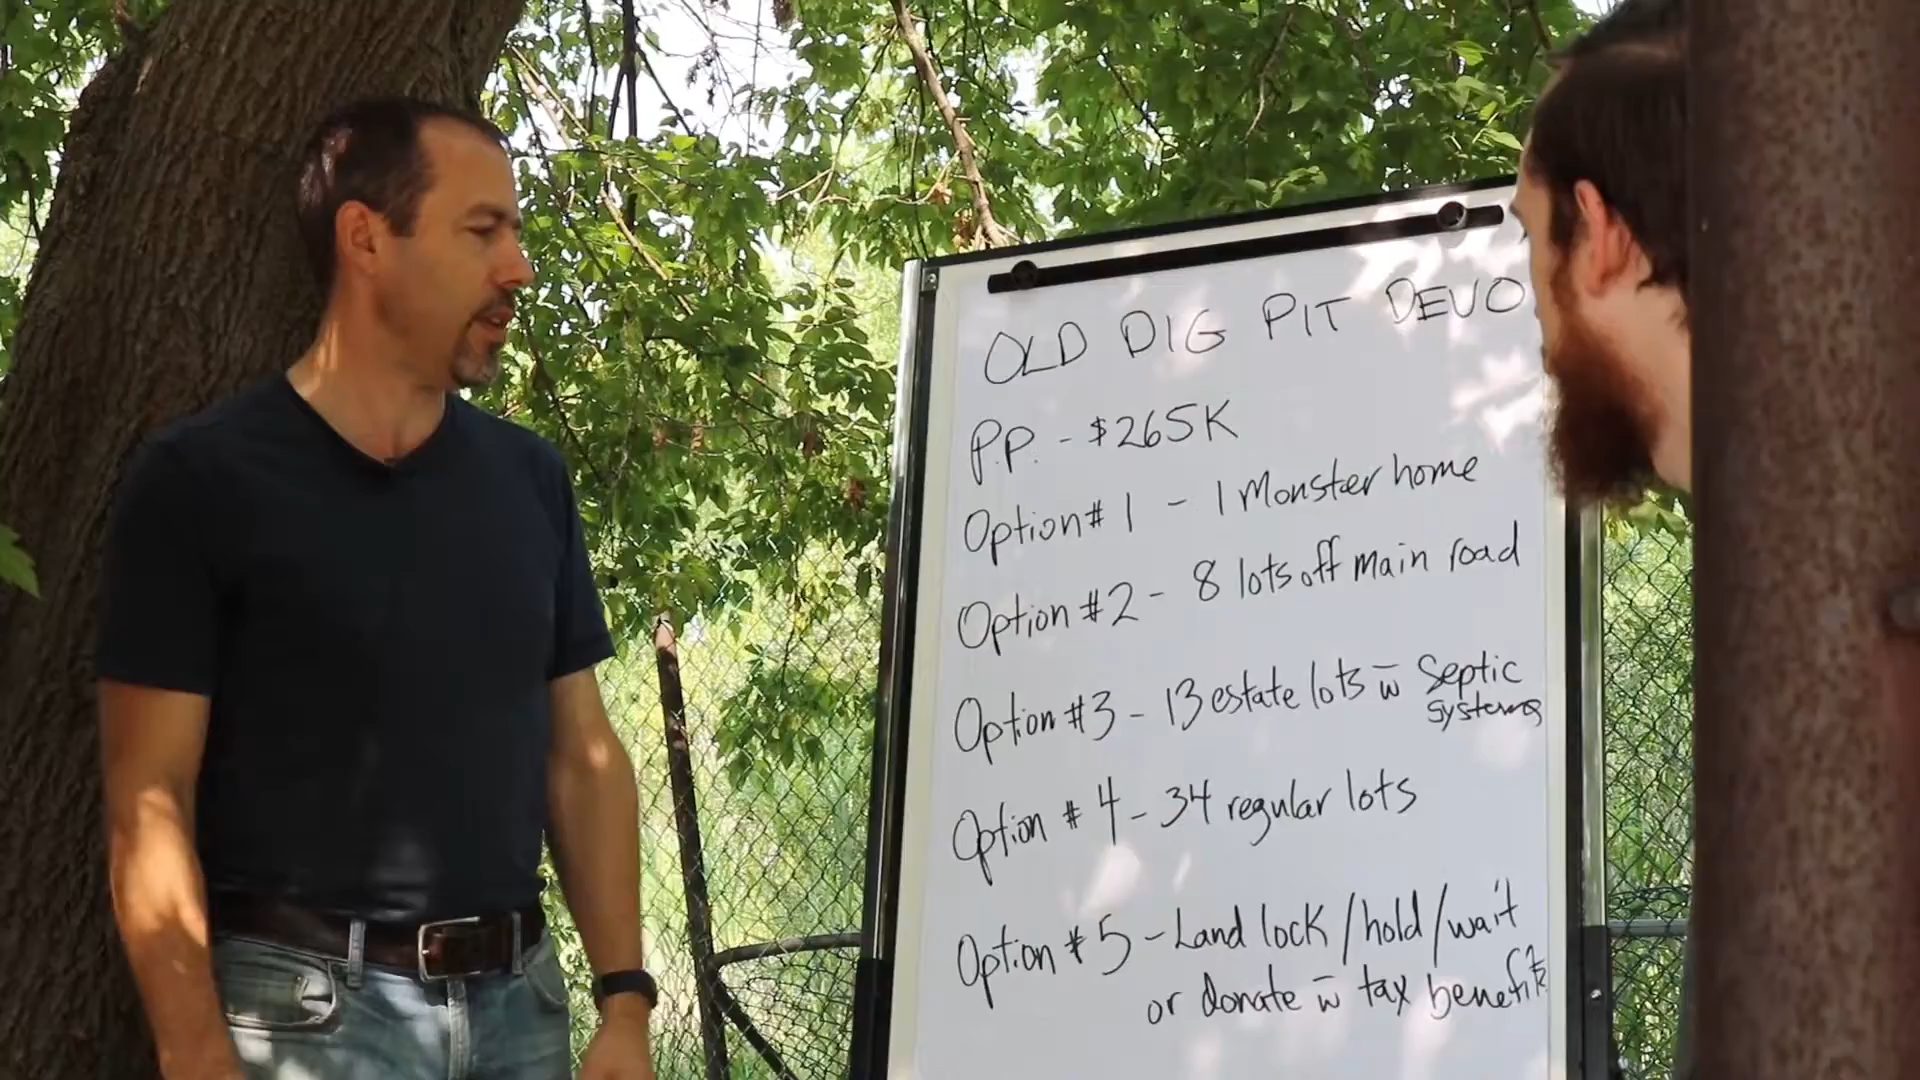 OLD DIG PIT DEVO
P.P. - $265K
Option #1 - 1 Monster home
Option #2 - 8 lots off main road
Option #3 - 13 estate lots w̅ Septic
systems
Option #4 - 34 regular lots
Option #5 - Land lock / hold / wait
or donate w̅ tax benefits